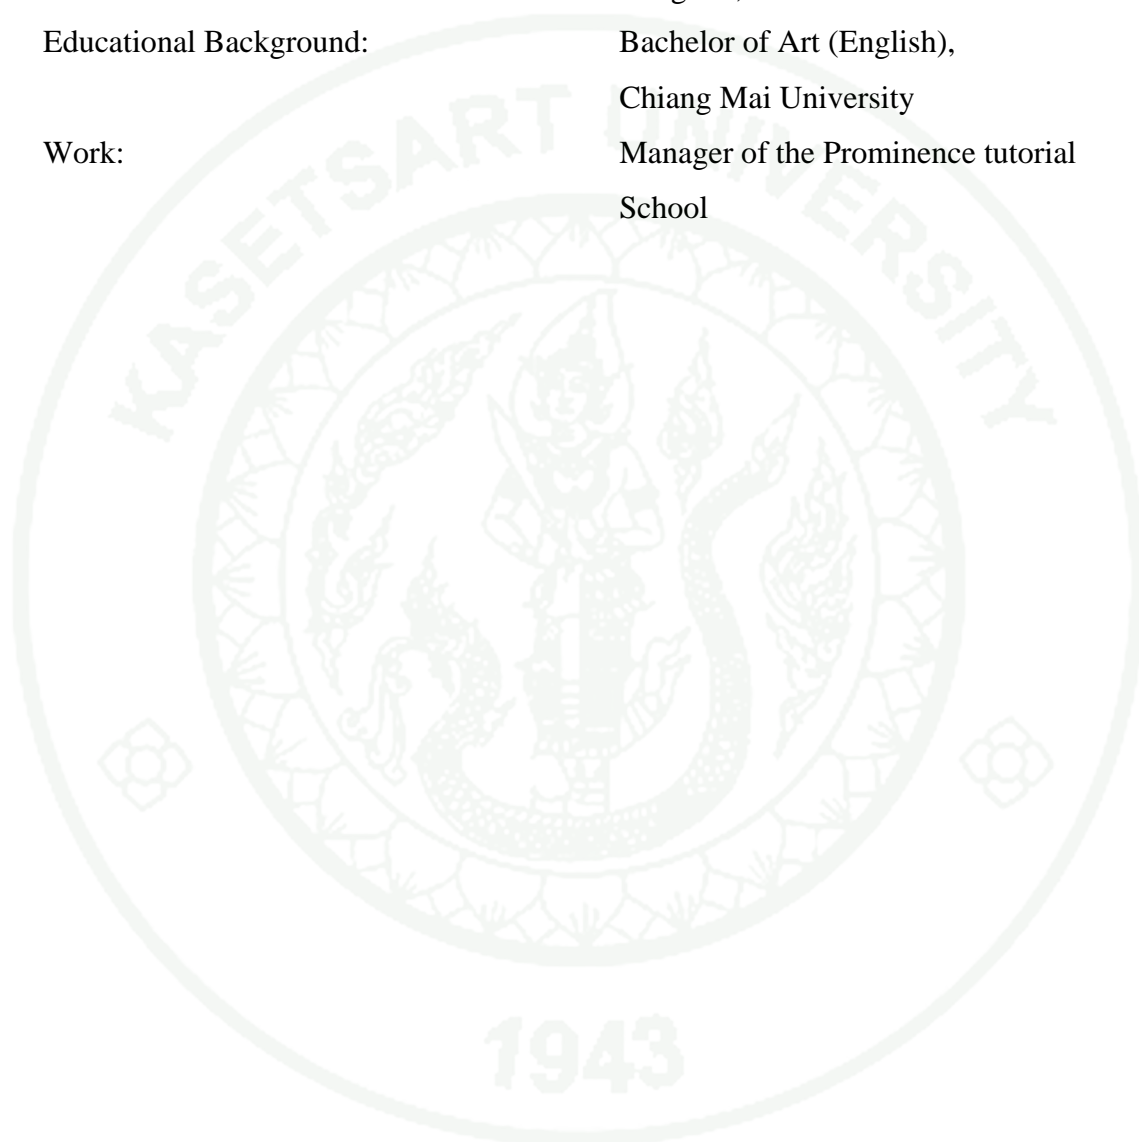 Educational Background: Bachelor of Art (English),
Chiang Mai University
Work: Manager of the Prominence tutorial
School
KASETSART UNIVERSITY
1943